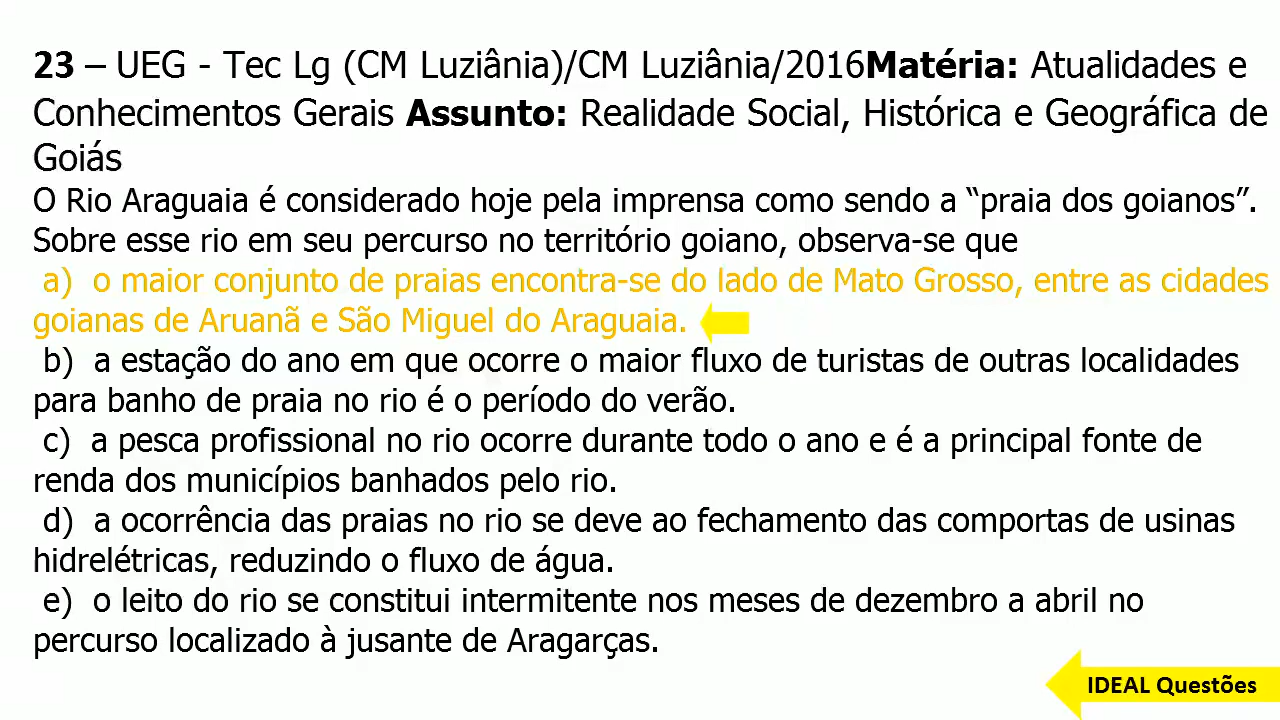 23 – UEG - Tec Lg (CM Luziânia)/CM Luziânia/2016Matéria: Atualidades e
Conhecimentos Gerais Assunto: Realidade Social, Histórica e Geográfica de
Goiás
O Rio Araguaia é considerado hoje pela imprensa como sendo a “praia dos goianos”.
Sobre esse rio em seu percurso no território goiano, observa-se que
a) o maior conjunto de praias encontra-se do lado de Mato Grosso, entre as cidades
goianas de Aruanã e São Miguel do Araguaia.
b) a estação do ano em que ocorre o maior fluxo de turistas de outras localidades
para banho de praia no rio é o período do verão.
c) a pesca profissional no rio ocorre durante todo o ano e é a principal fonte de
renda dos municípios banhados pelo rio.
d) a ocorrência das praias no rio se deve ao fechamento das comportas de usinas
hidrelétricas, reduzindo o fluxo de água.
e) o leito do rio se constitui intermitente nos meses de dezembro a abril no
percurso localizado à jusante de Aragarças.
IDEAL Questões